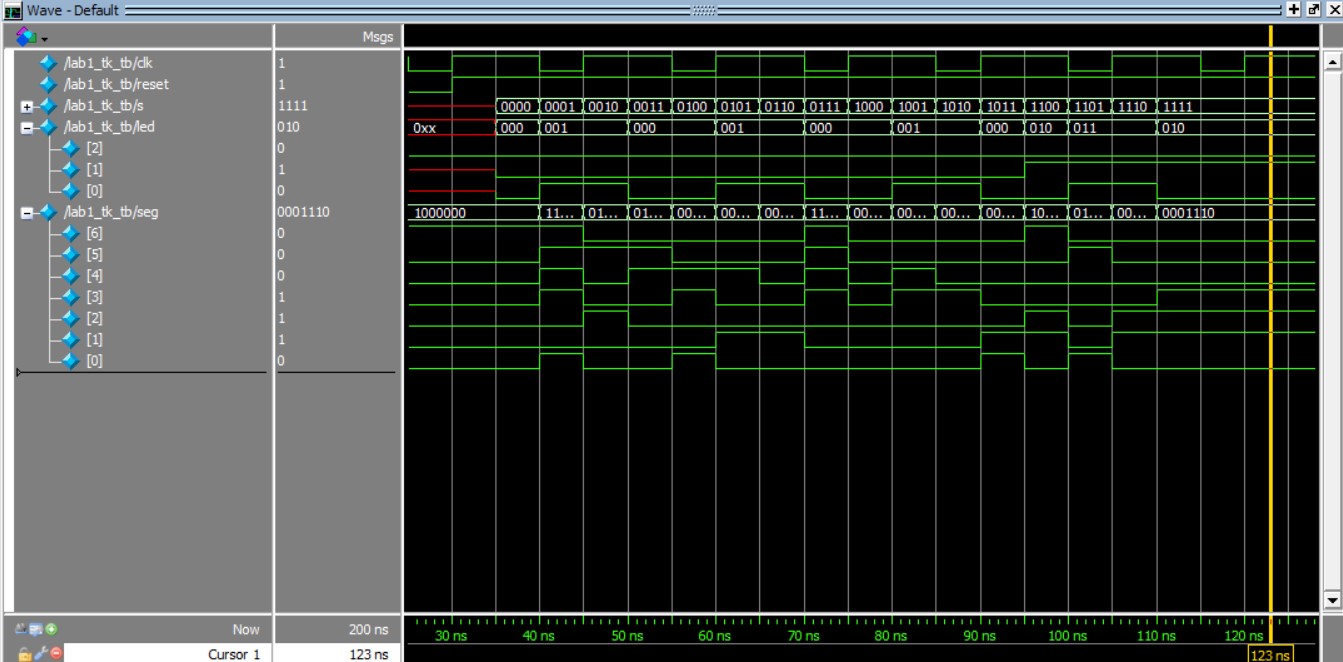 Wave - Default
Msgs
/lab1_tk_tb/clk 1
/lab1_tk_tb/reset 1
/lab1_tk_tb/s 1111 0000 0001 0010 0011 0100 0101 0110 0111 1000 1001 1010 1011 1100 1101 1110 1111
/lab1_tk_tb/led 010 0xx 000 001 000 001 000 001 000 010 011 010
[2] 0
[1] 1
[0] 0
/lab1_tk_tb/seg 0001110 1000000 11... 01... 01... 00... 00... 00... 11... 00... 00... 00... 00... 10... 01... 00... 0001110
[6] 0
[5] 0
[4] 0
[3] 1
[2] 1
[1] 1
[0] 0
Now 200 ns 30 ns 40 ns 50 ns 60 ns 70 ns 80 ns 90 ns 100 ns 110 ns 120 ns
Cursor 1 123 ns 123 ns